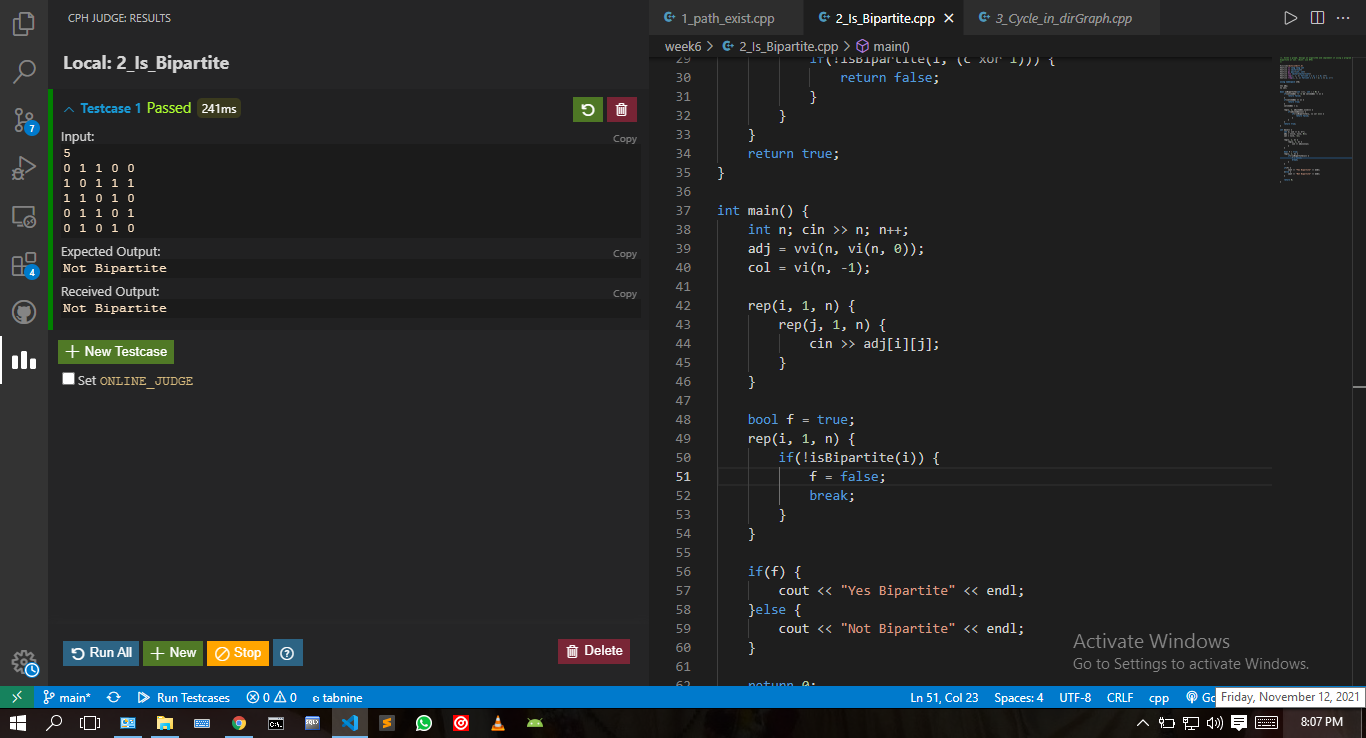 CPH JUDGE: RESULTS
Local: 2_Is_Bipartite
Testcase 1 Passed 241ms
Input:
Copy
5
0 1 1 0 0
1 0 1 1 1
1 1 0 1 0
0 1 1 0 1
0 1 0 1 0
Expected Output:
Copy
Not Bipartite
Received Output:
Copy
Not Bipartite
New Testcase
Set ONLINE_JUDGE
Run All
New
Stop
Delete
7
4
1_path_exist.cpp
2_Is_Bipartite.cpp
3_Cycle_in_dirGraph.cpp
week6 > 2_Is_Bipartite.cpp > main()
29 if(!isBipartite(i, (c xor 1))) {
30 return false;
31 }
32 }
33 }
34 return true;
35 }
36
37 int main() {
38 int n; cin >> n; n++;
39 adj = vvi(n, vi(n, 0));
40 col = vi(n, -1);
41
42 rep(i, 1, n) {
43 rep(j, 1, n) {
44 cin >> adj[i][j];
45 }
46 }
47
48 bool f = true;
49 rep(i, 1, n) {
50 if(!isBipartite(i)) {
51 f = false;
52 break;
53 }
54 }
55
56 if(f) {
57 cout << "Yes Bipartite" << endl;
58 }else {
59 cout << "Not Bipartite" << endl;
60 }
61
62 return 0;
Activate Windows
Go to Settings to activate Windows.
main*
Run Testcases
0 0
tabnine
Ln 51, Col 23
Spaces: 4
UTF-8
CRLF
cpp
Go
Friday, November 12, 2021
8:07 PM